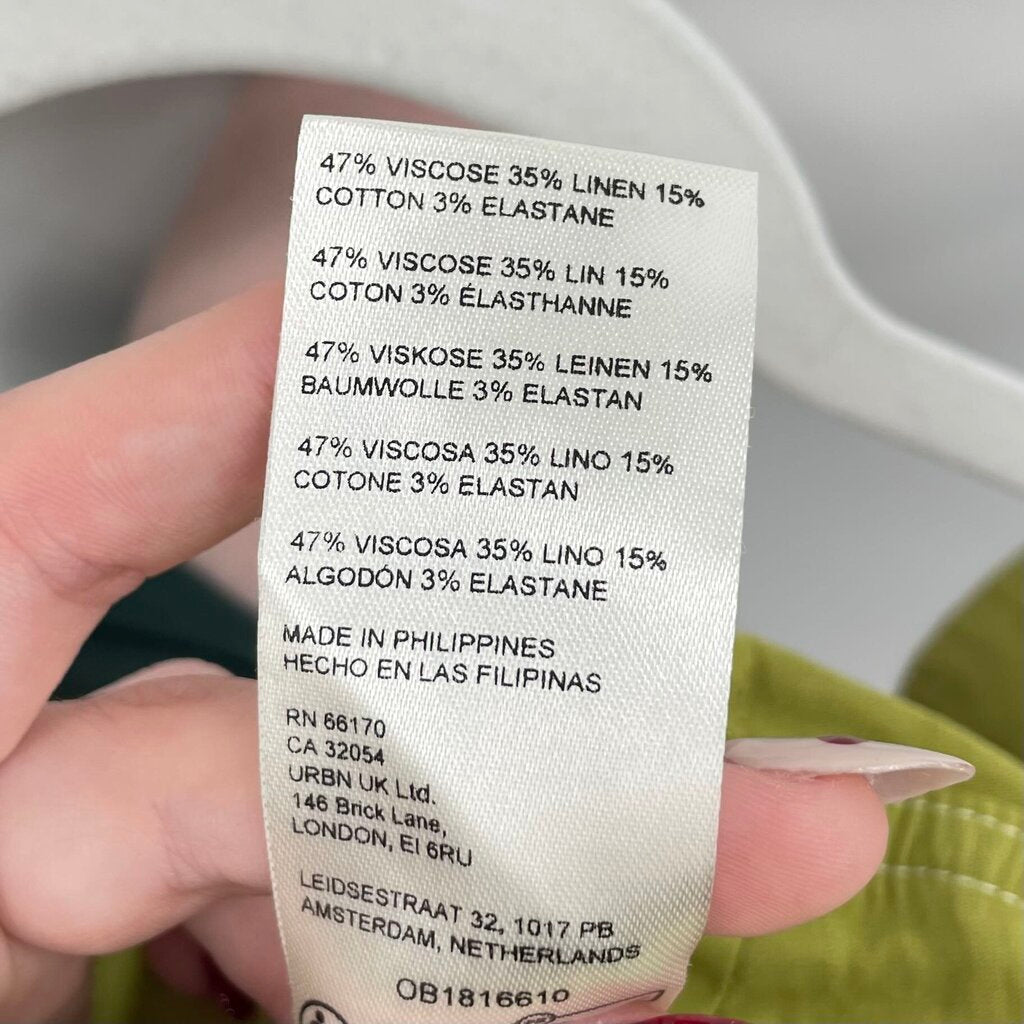 47% VISCOSE 35% LINEN 15%
COTTON 3% ELASTANE
47% VISCOSE 35% LIN 15%
COTON 3% ÉLASTHANNE
47% VISKOSE 35% LEINEN 15%
BAUMWOLLE 3% ELASTAN
47% VISCOSA 35% LINO 15%
COTONE 3% ELASTAN
47% VISCOSA 35% LINO 15%
ALGODÓN 3% ELASTANE
MADE IN PHILIPPINES
HECHO EN LAS FILIPINAS
RN 66170
CA 32054
URBN UK Ltd.
146 Brick Lane,
LONDON, EI 6RU
LEIDSESTRAAT 32, 1017 PB
AMSTERDAM, NETHERLANDS
OB1816610